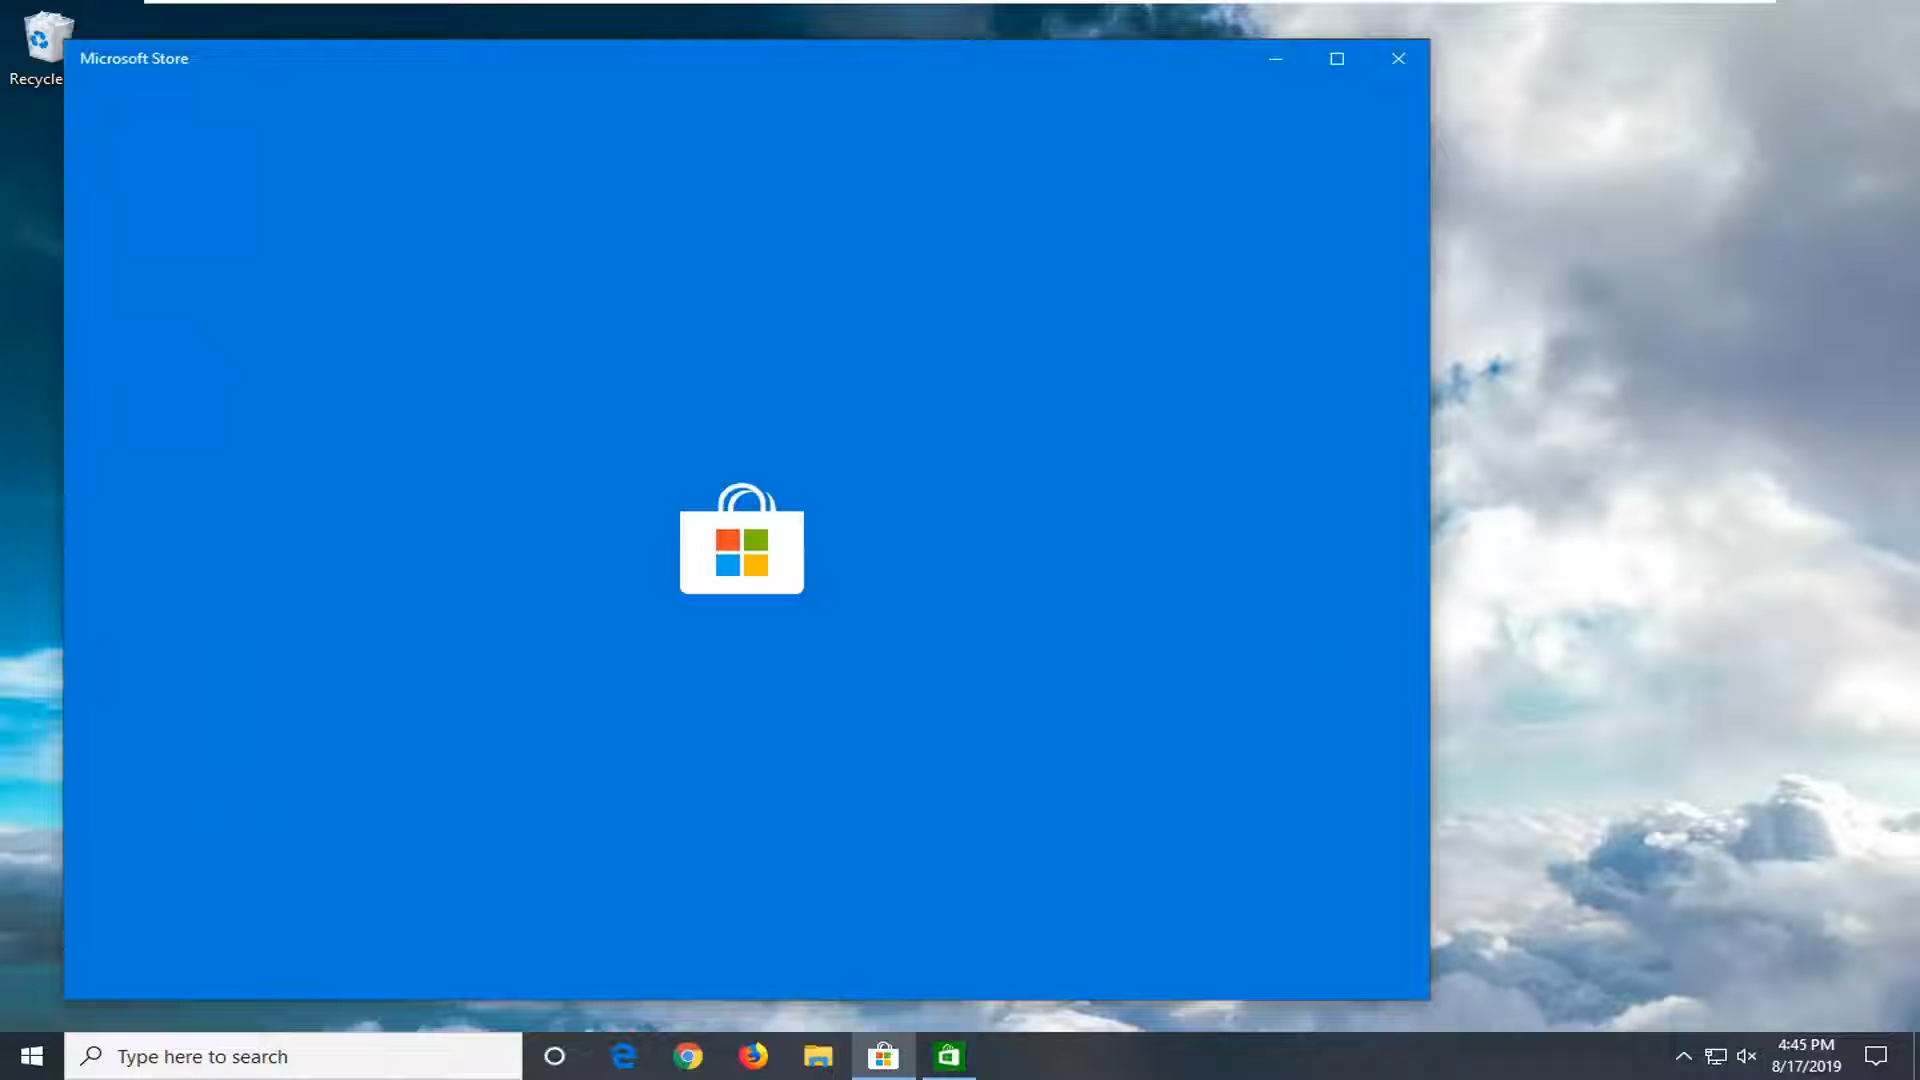 Microsoft Store
Recycle
Type here to search
4:45 PM
8/17/2019